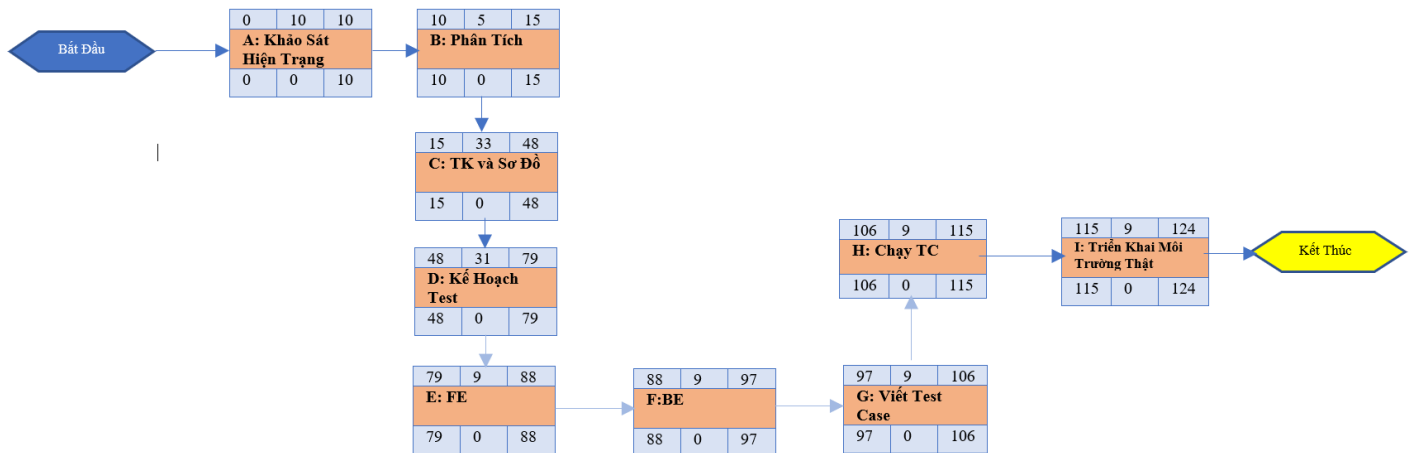 Bắt Đầu
0 10 10
A: Khảo Sát
Hiện Trạng
0 0 10
10 5 15
B: Phân Tích
10 0 15
15 33 48
C: TK và Sơ Đồ
15 0 48
48 31 79
D: Kế Hoạch
Test
48 0 79
79 9 88
E: FE
79 0 88
88 9 97
F:BE
88 0 97
97 9 106
G: Viết Test
Case
97 0 106
106 9 115
H: Chạy TC
106 0 115
115 9 124
I: Triển Khai Môi
Trường Thật
115 0 124
Kết Thúc